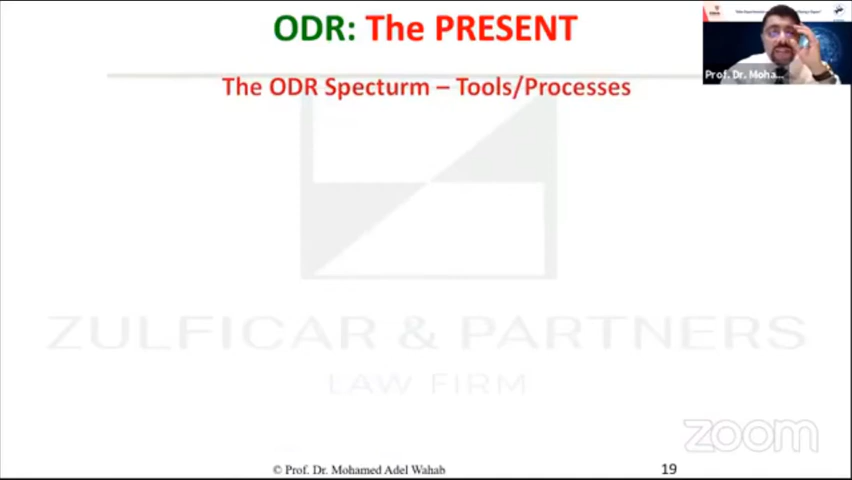 ODR: The PRESENT
The ODR Specturm – Tools/Processes
Prof. Dr. Moha...
ZULFICAR & PARTNERS
LAW FIRM
zoom
© Prof. Dr. Mohamed Adel Wahab
19